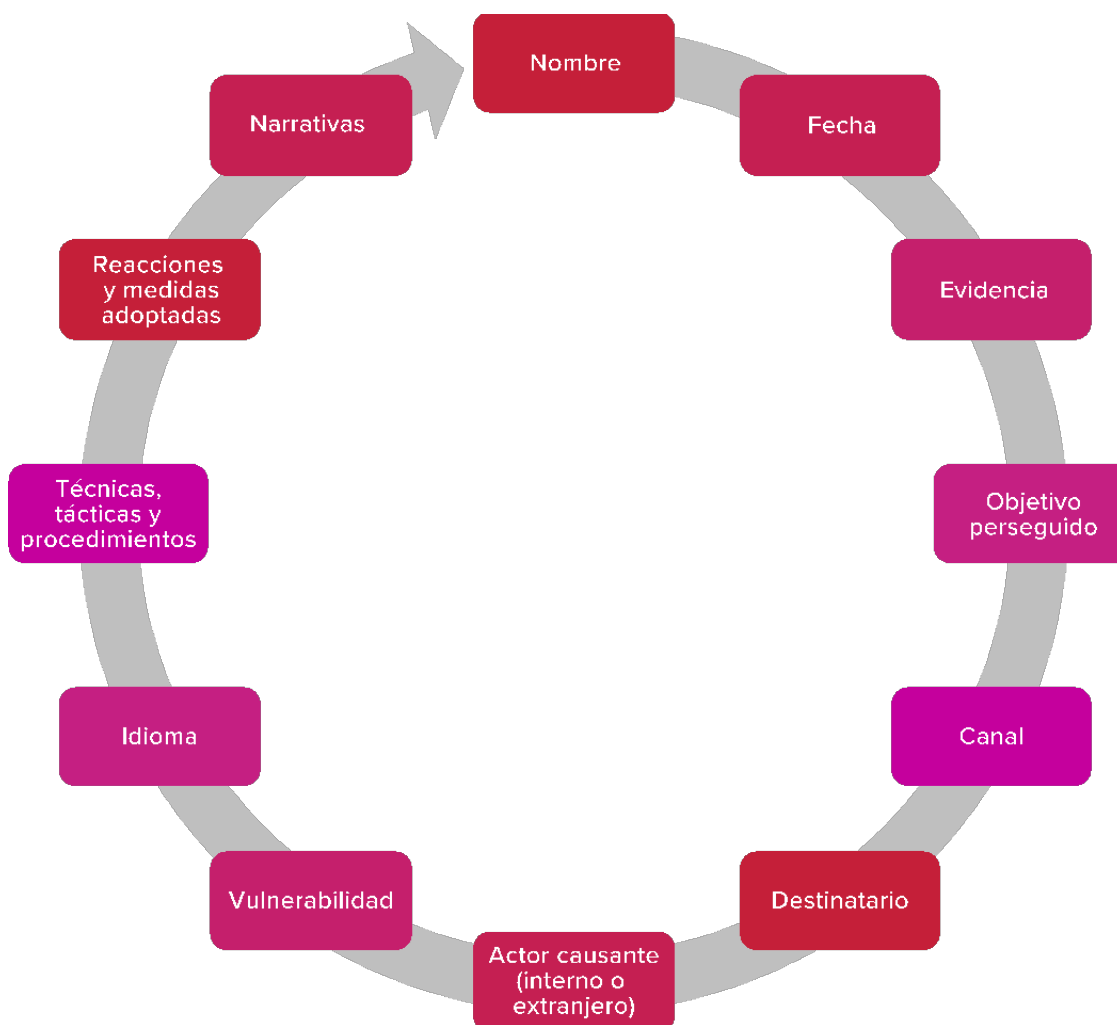 Nombre
Fecha
Evidencia
Objetivo
perseguido
Canal
Destinatario
Actor causante
(interno o
extranjero)
Vulnerabilidad
Idioma
Técnicas,
tácticas y
procedimientos
Reacciones
y medidas
adoptadas
Narrativas